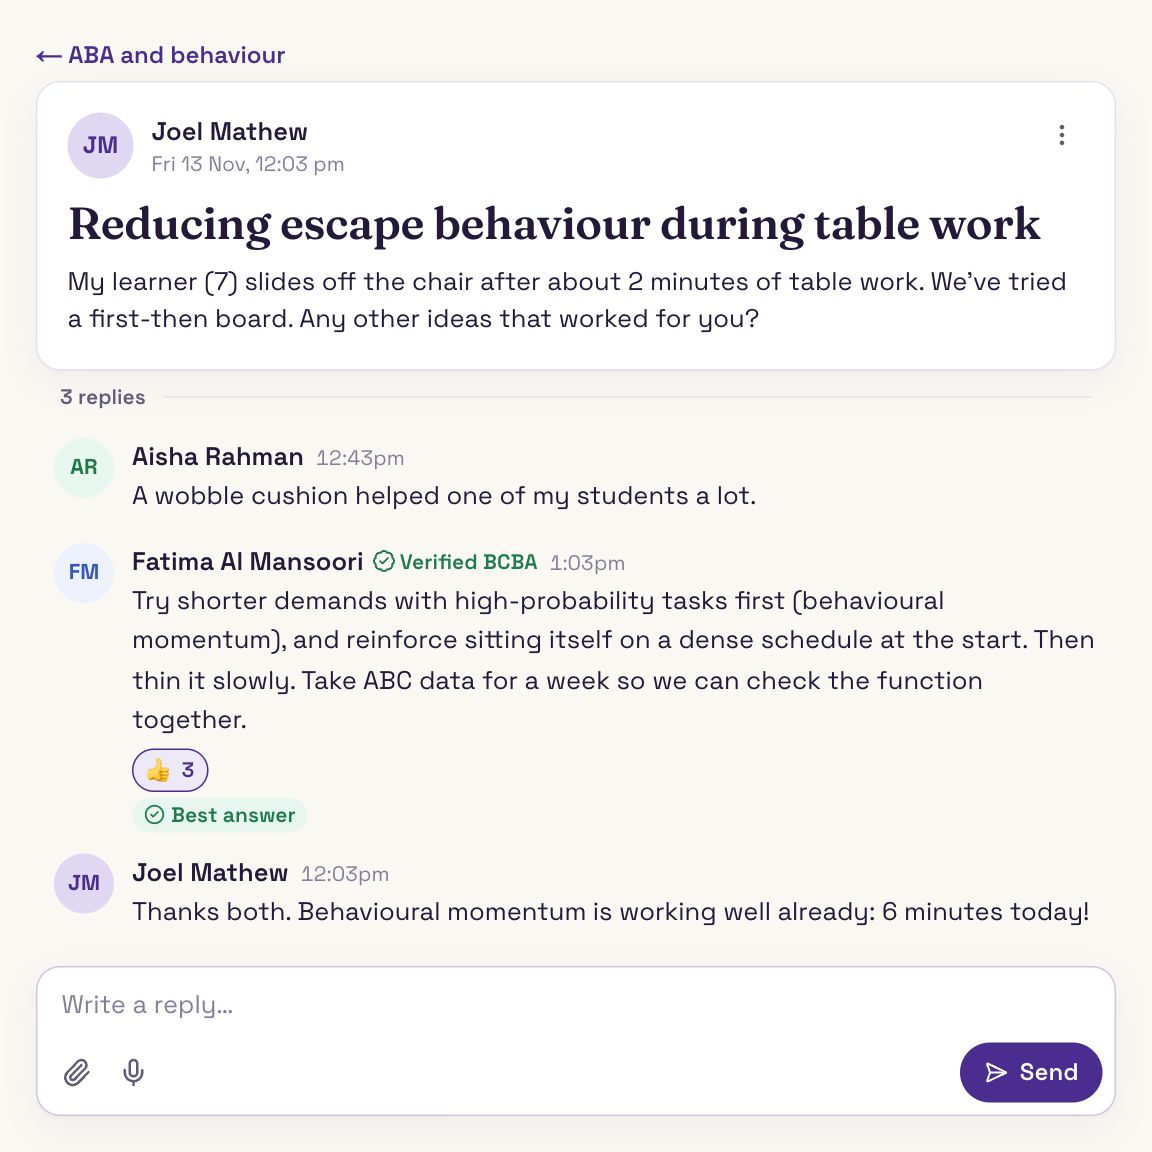 ← ABA and behaviour
JM
Joel Mathew
Fri 13 Nov, 12:03 pm
Reducing escape behaviour during table work
My learner (7) slides off the chair after about 2 minutes of table work. We’ve tried
a first-then board. Any other ideas that worked for you?
3 replies
AR
Aisha Rahman 12:43pm
A wobble cushion helped one of my students a lot.
FM
Fatima Al Mansoori Verified BCBA 1:03pm
Try shorter demands with high-probability tasks first (behavioural
momentum), and reinforce sitting itself on a dense schedule at the start. Then
thin it slowly. Take ABC data for a week so we can check the function
together.
👍 3
Best answer
JM
Joel Mathew 12:03pm
Thanks both. Behavioural momentum is working well already: 6 minutes today!
Write a reply...
Send